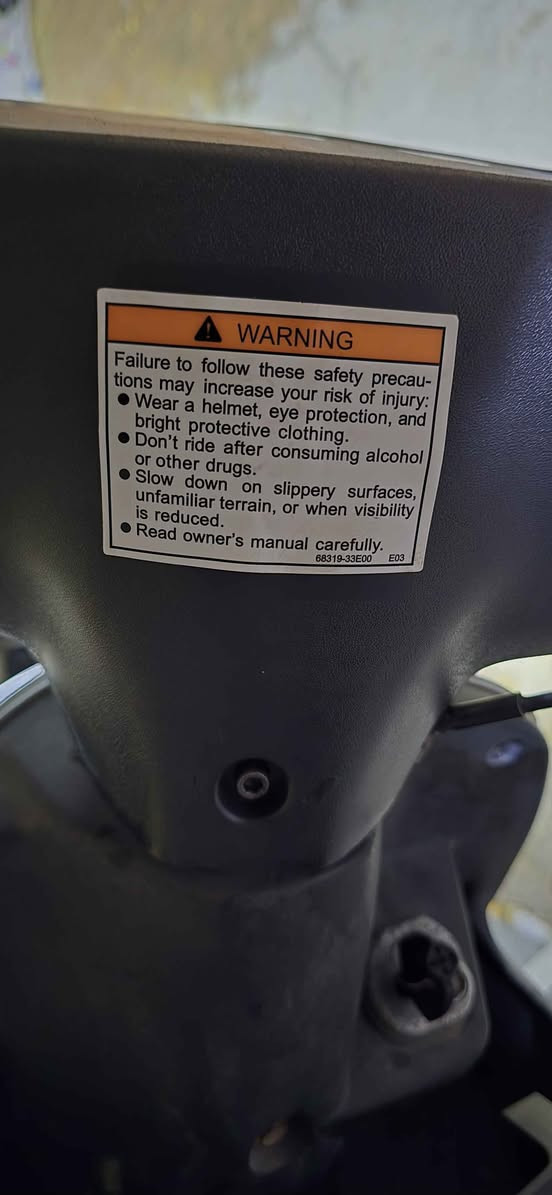 WARNING
Failure to follow these safety precau-
tions may increase your risk of injury:
● Wear a helmet, eye protection, and
bright protective clothing.
● Don't ride after consuming alcohol
or other drugs.
● Slow down on slippery surfaces,
unfamiliar terrain, or when visibility
is reduced.
● Read owner's manual carefully.
68319-33E00 E03